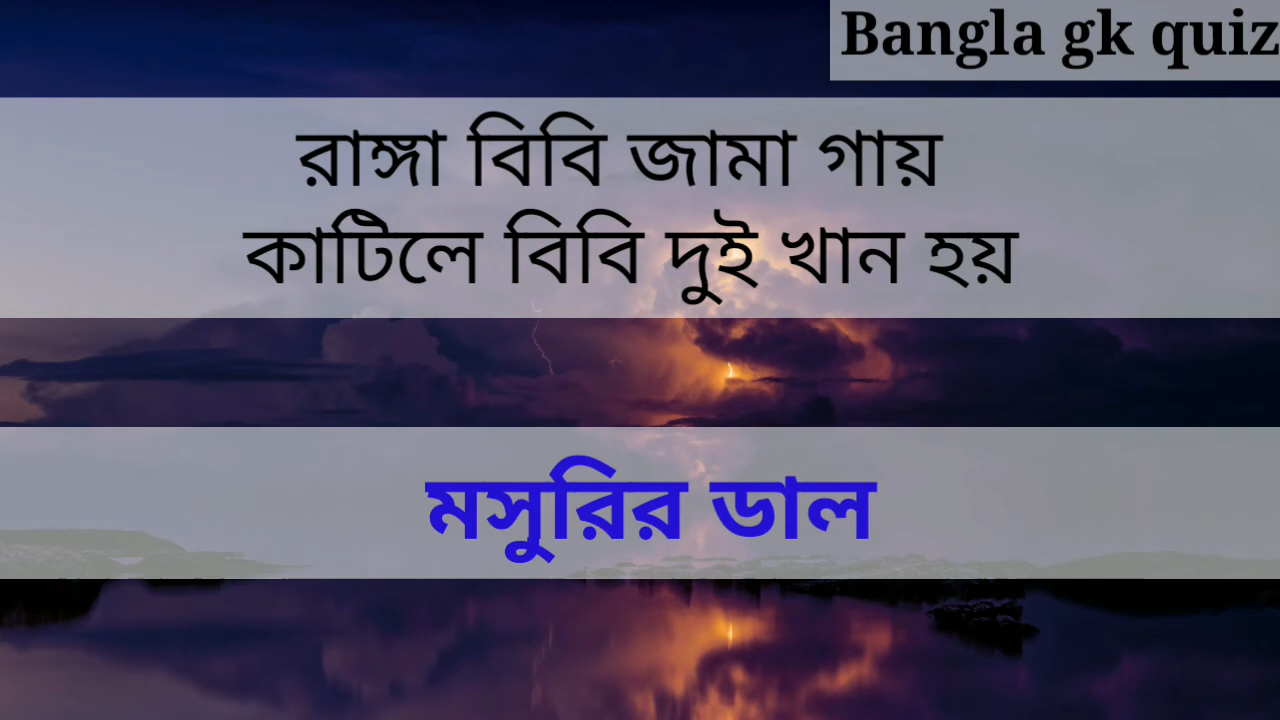 Bangla gk quiz
রাঙ্গা বিবি জামা গায়
কাটিলে বিবি দুই খান হয়
মসুরির ডাল